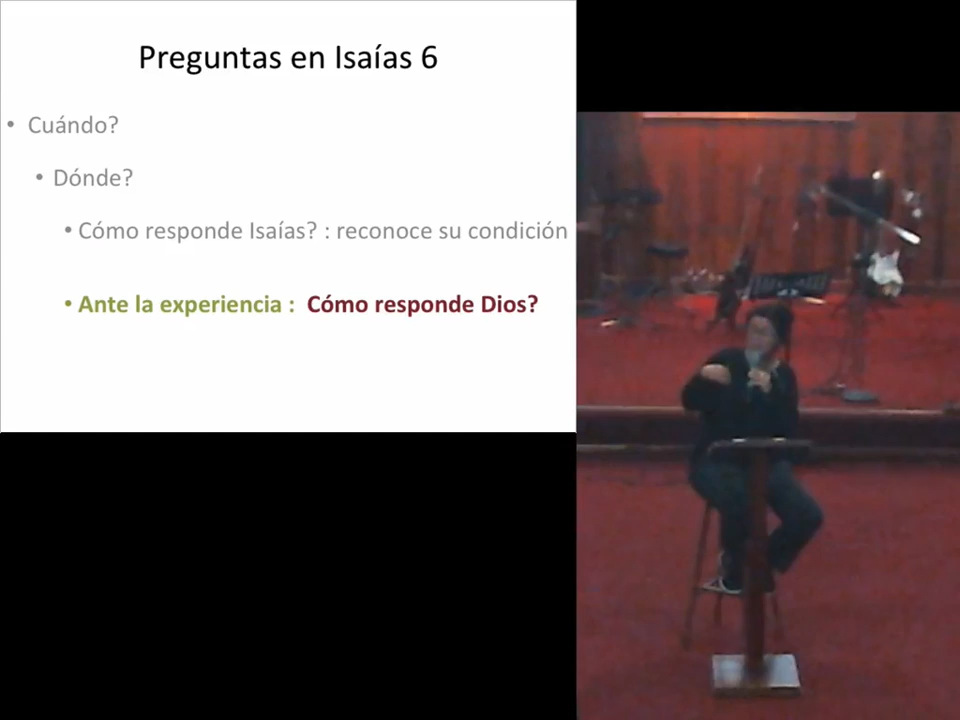 Preguntas en Isaías 6
• Cuándo?
• Dónde?
• Cómo responde Isaías? : reconoce su condición
• Ante la experiencia : Cómo responde Dios?